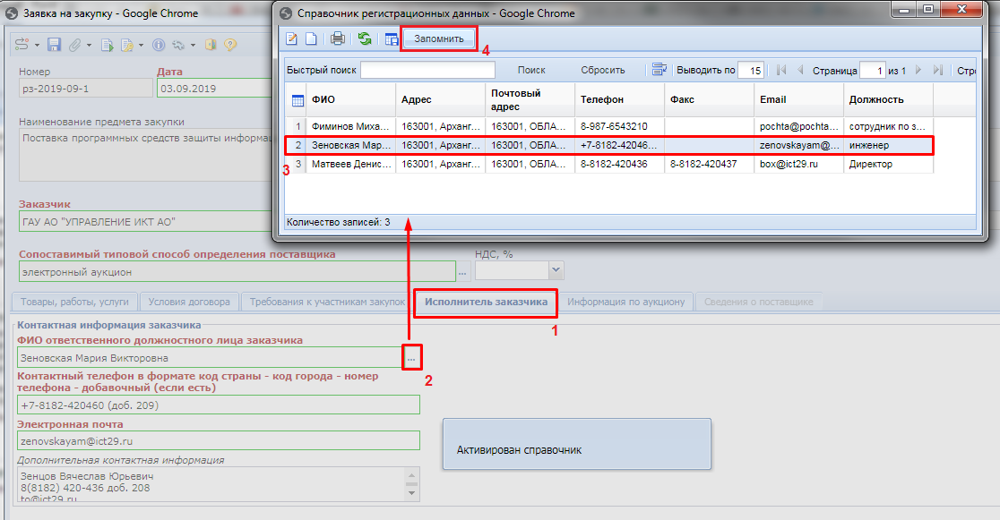 Заявка на закупку - Google Chrome
Номер
Дата
рз-2019-09-1
03.09.2019
Наименование предмета закупки
Поставка программных средств защиты информац
Заказчик
ГАУ АО "УПРАВЛЕНИЕ ИКТ АО"
Сопоставимый типовой способ определения поставщика
НДС, %
электронный аукцион
...
Справочник регистрационных данных - Google Chrome
Запомнить
4
Быстрый поиск
Поиск
Сбросить
Выводить по
15
Страница
1
из 1
Стро
ФИО
Адрес
Почтовый
адрес
Телефон
Факс
Email
Должность
1 Фиминов Миха... 163001, Арханг... 163001, ОБЛА... 8-987-6543210 pochta@pochta... сотрудник по з...
2 Зеновская Мар... 163001, Арханг... 163001, ОБЛА... +7-8182-42046... zenovskayam@... инженер
3 Матвеев Денис... 163001, Арханг... 163001, ОБЛА... 8-8182-420436 8-8182-420437 box@ict29.ru Директор
3
Количество записей: 3
Товары, работы, услуги
Условия договора
Требования к участникам закупок
Исполнитель заказчика
Информация по аукциону
Сведения о поставщике
1
Контактная информация заказчика
ФИО ответственного должностного лица заказчика
Зеновская Мария Викторовна
...
2
Контактный телефон в формате код страны - код города - номер
телефона - добавочный (если есть)
+7-8182-420460 (доб. 209)
Электронная почта
zenovskayam@ict29.ru
Дополнительная контактная информация
Зенцов Вячеслав Юрьевич
8(8182) 420-436 доб. 208
to@ict29.ru
Активирован справочник